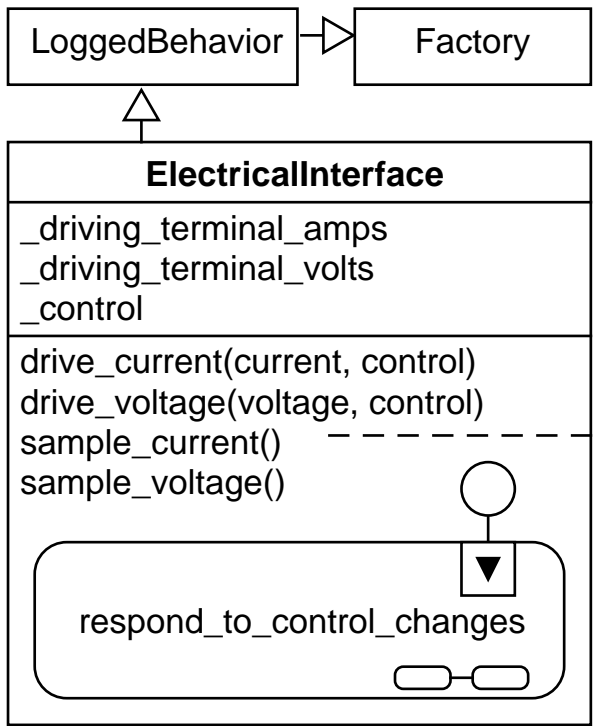 LoggedBehavior
Factory
ElectricalInterface
_driving_terminal_amps
_driving_terminal_volts
_control
drive_current(current, control)
drive_voltage(voltage, control)
sample_current()
sample_voltage()
respond_to_control_changes